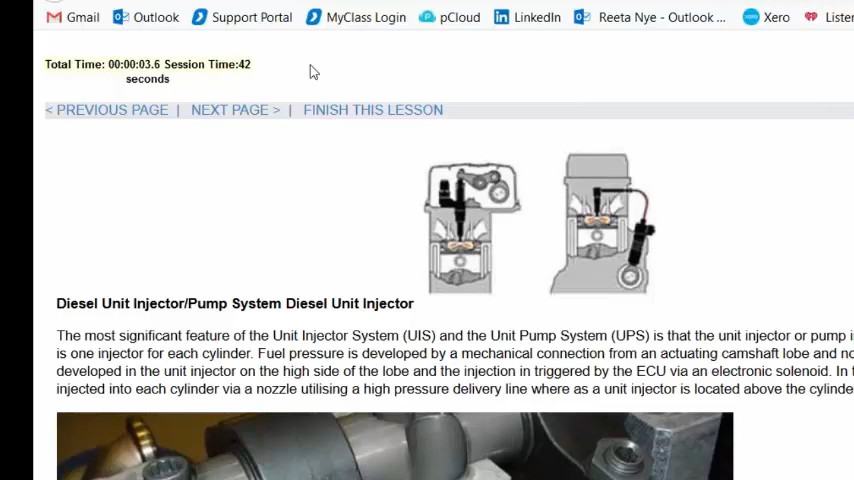 Gmail Outlook Support Portal MyClass Login pCloud LinkedIn Reeta Nye - Outlook ... Xero Listen
Total Time: 00:00:03.6 Session Time:42
seconds
< PREVIOUS PAGE | NEXT PAGE > | FINISH THIS LESSON
Diesel Unit Injector/Pump System Diesel Unit Injector
The most significant feature of the Unit Injector System (UIS) and the Unit Pump System (UPS) is that the unit injector or pump
is one injector for each cylinder. Fuel pressure is developed by a mechanical connection from an actuating camshaft lobe and
developed in the unit injector on the high side of the lobe and the injection in triggered by the ECU via an electronic solenoid. In
injected into each cylinder via a nozzle utilising a high pressure delivery line where as a unit injector is located above the cylinde